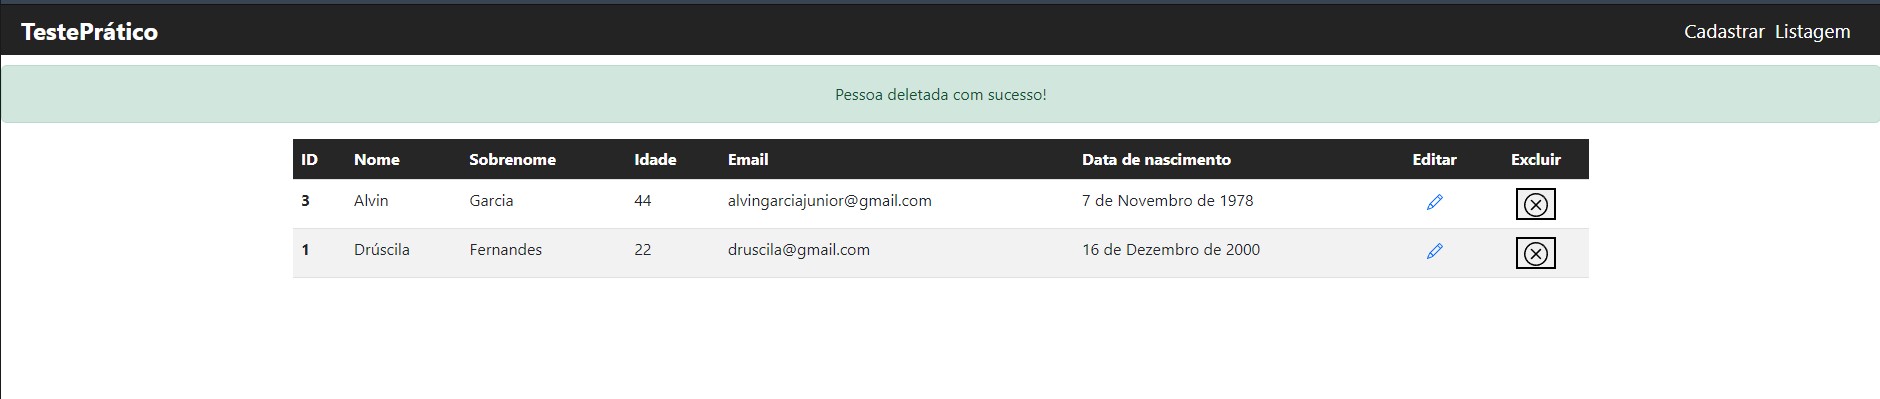 TestePrático Cadastrar Listagem
Pessoa deletada com sucesso!
ID Nome Sobrenome Idade Email Data de nascimento Editar Excluir
3 Alvin Garcia 44 alvingarciajunior@gmail.com 7 de Novembro de 1978
1 Drúscila Fernandes 22 druscila@gmail.com 16 de Dezembro de 2000